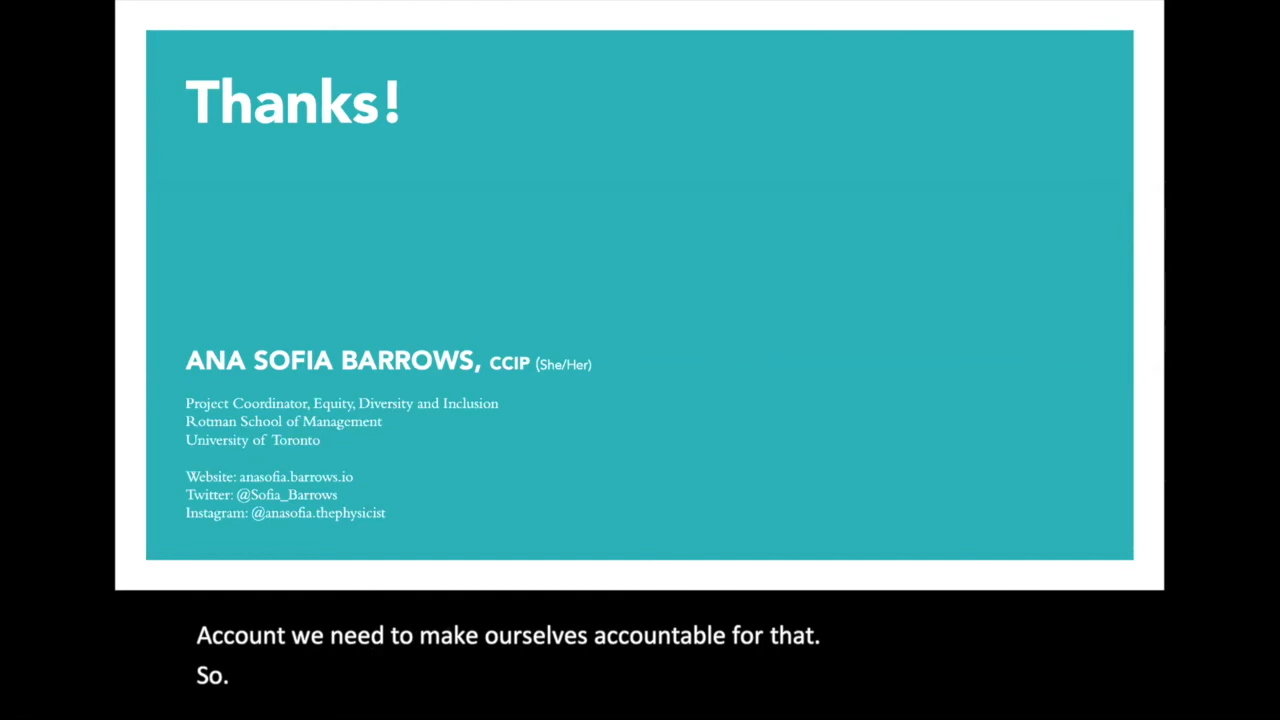 Thanks!
ANA SOFIA BARROWS, CCIP (She/Her)
Project Coordinator, Equity, Diversity and Inclusion
Rotman School of Management
University of Toronto
Website: anasofia.barrows.io
Twitter: @Sofia_Barrows
Instagram: @anasofia.thephysicist
Account we need to make ourselves accountable for that.
So.